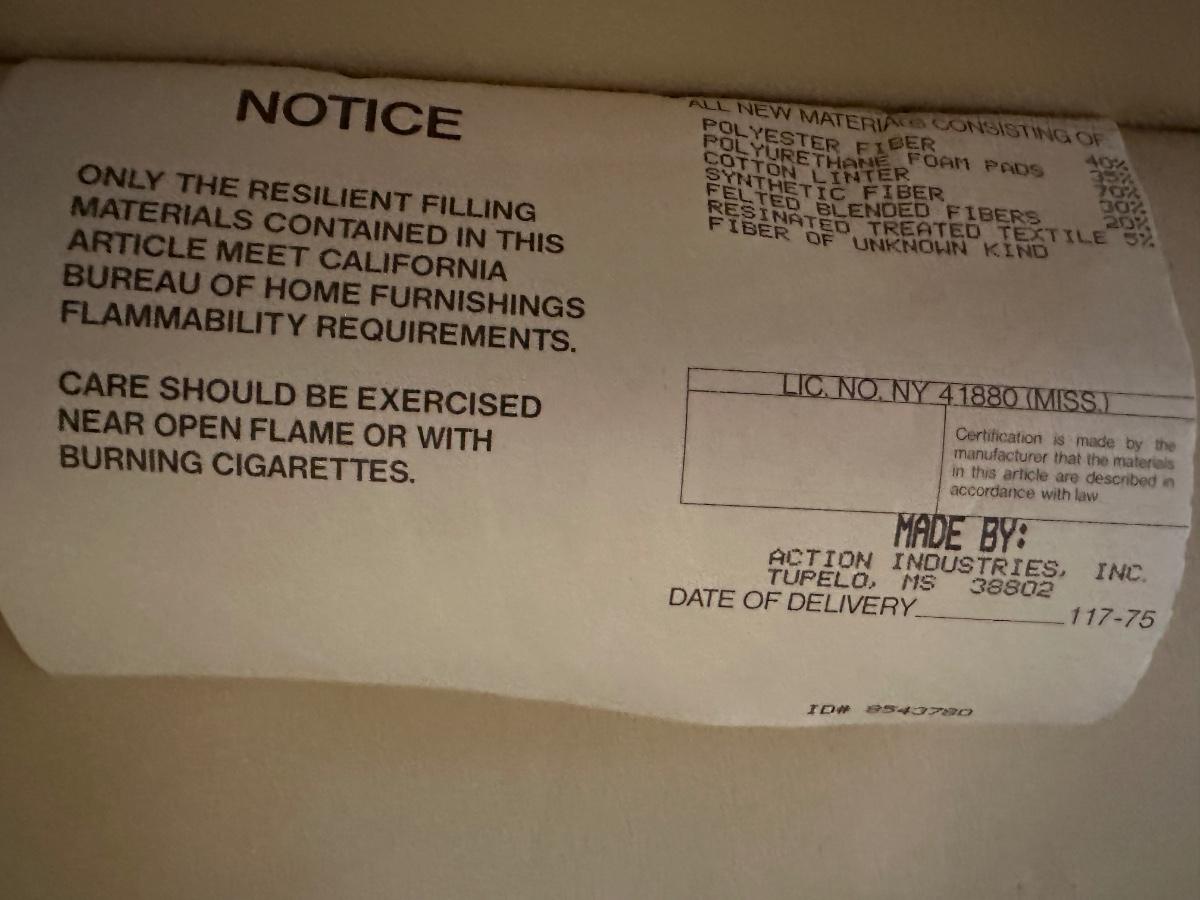 NOTICE
ONLY THE RESILIENT FILLING
MATERIALS CONTAINED IN THIS
ARTICLE MEET CALIFORNIA
BUREAU OF HOME FURNISHINGS
FLAMMABILITY REQUIREMENTS.
CARE SHOULD BE EXERCISED
NEAR OPEN FLAME OR WITH
BURNING CIGARETTES.
ALL NEW MATERIALS CONSISTING OF
POLYESTER FIBER 40%
POLYURETHANE FOAM PADS 35%
COTTON LINTER 70%
SYNTHETIC FIBER 30%
FELTED BLENDED FIBERS 20%
RESINATED TREATED TEXTILE 5%
FIBER OF UNKNOWN KIND
LIC. NO. NY 41880 (MISS.)
Certification is made by the
manufacturer that the materials
in this article are described in
accordance with law
MADE BY:
ACTION INDUSTRIES, INC.
TUPELO, MS 38802
DATE OF DELIVERY 117-75
ID# 8543780